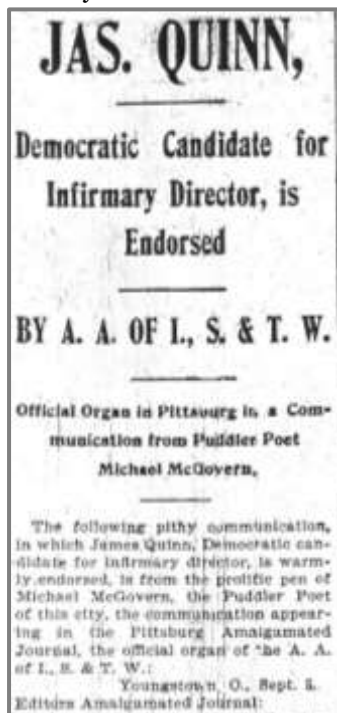 JAS. QUINN,
Democratic Candidate for
Infirmary Director, is
Endorsed
BY A. A. OF I., S. & T. W.
Official Organ in Pittsburg in a Com-
munication from Puddler Poet
Michael McGovern.
The following pithy communication,
in which James Quinn, Democratic can-
didate for infirmary director, is warm-
ly endorsed, is from the prolific pen of
Michael McGovern, the Puddler Poet
of this city, the communication appear-
ing in the Pittsburg Amalgamated
Journal, the official organ of the A. A.
of I., S. & T. W.:
Youngstown, O., Sept. 5.
Editors Amalgamated Journal: